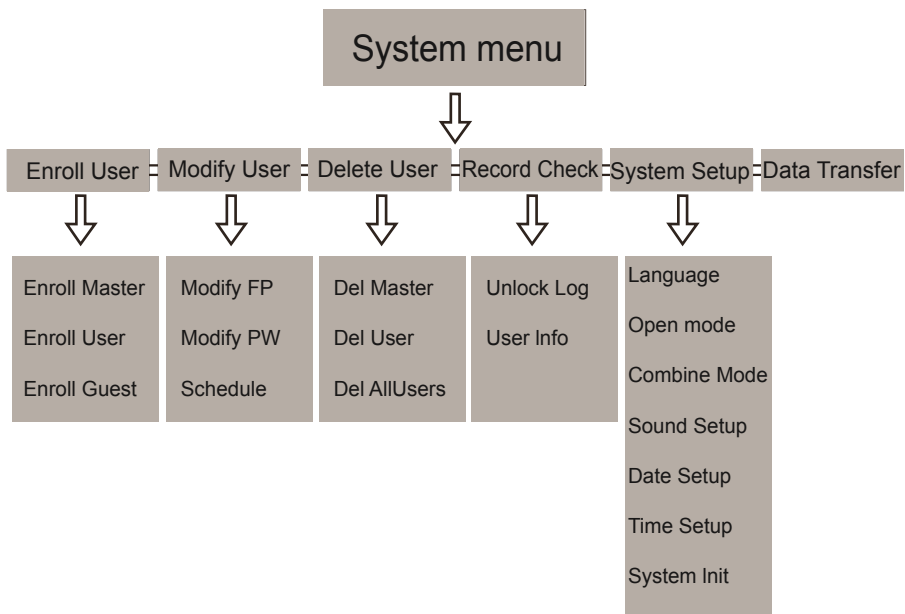 System menu
Enroll User
Modify User
Delete User
Record Check
System Setup
Data Transfer
Enroll Master
Enroll User
Enroll Guest
Modify FP
Modify PW
Schedule
Del Master
Del User
Del AllUsers
Unlock Log
User Info
Language
Open mode
Combine Mode
Sound Setup
Date Setup
Time Setup
System Init